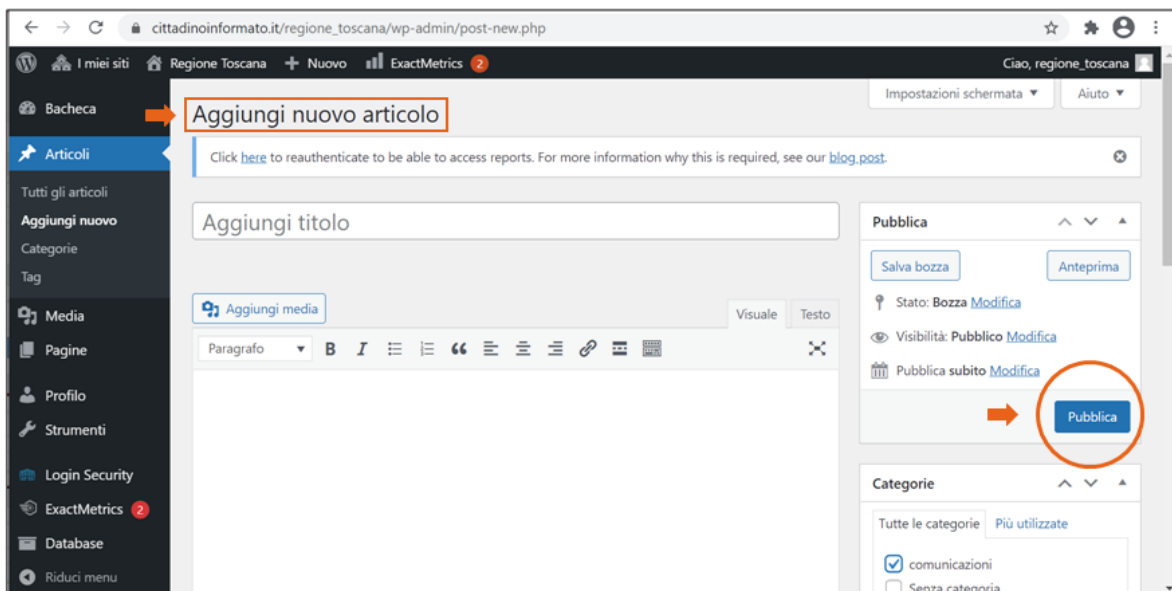 cittadinoinformato.it/regione_toscana/wp-admin/post-new.php
I miei siti Regione Toscana + Nuovo ExactMetrics 2 Ciao, regione_toscana
Impostazioni schermata ▼ Aiuto ▼
Bacheca
Articoli
Tutti gli articoli
Aggiungi nuovo
Categorie
Tag
Media
Pagine
Profilo
Strumenti
Login Security
ExactMetrics 2
Database
Riduci menu
Aggiungi nuovo articolo
Click here to reauthenticate to be able to access reports. For more information why this is required, see our blog post.
Aggiungi titolo
Aggiungi media
Visuale Testo
Paragrafo ▼ B I
Pubblica
Salva bozza Anteprima
Stato: Bozza Modifica
Visibilità: Pubblico Modifica
Pubblica subito Modifica
Pubblica
Categorie
Tutte le categorie Più utilizzate
comunicazioni
Senza categoria